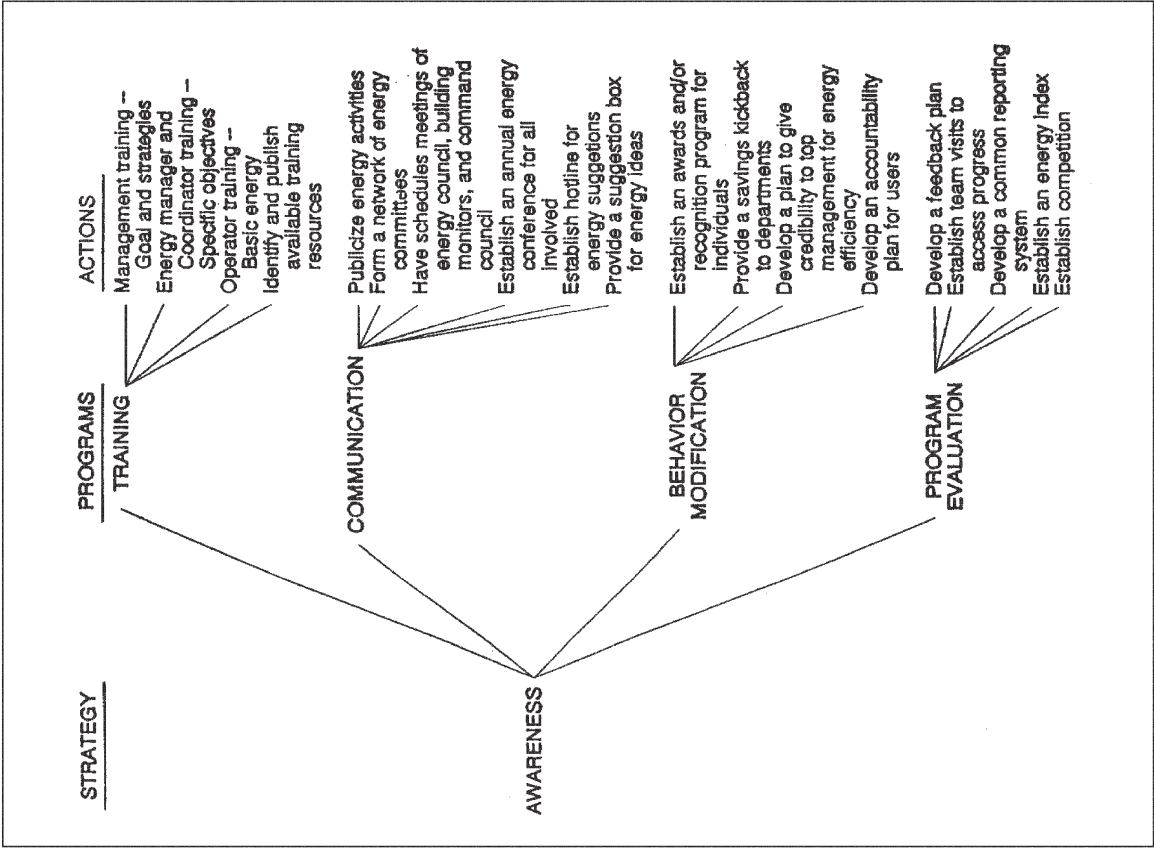 STRATEGY
PROGRAMS
ACTIONS
AWARENESS
TRAINING
Management training –
Goal and strategies
Energy manager and
Coordinator training –
Specific objectives
Operator training –
Basic energy
Identify and publish
available training
resources
COMMUNICATION
Publicize energy activities
Form a network of energy
committees
Have schedules meetings of
energy council, building
monitors, and command
council
Establish an annual energy
conference for all
involved
Establish hotline for
energy suggetions
Provide a suggestion box
for energy ideas
BEHAVIOR
MODIFICATION
Establish an awards and/or
recognition program for
individuals
Provide a savings kickback
to departments
Develop a plan to give
credibility to top
management for energy
efficiency
Develop an accountability
plan for users
PROGRAM
EVALUATION
Develop a feedback plan
Establish team visits to
access progress
Develop a common reporting
system
Establish an energy Index
Establish competition